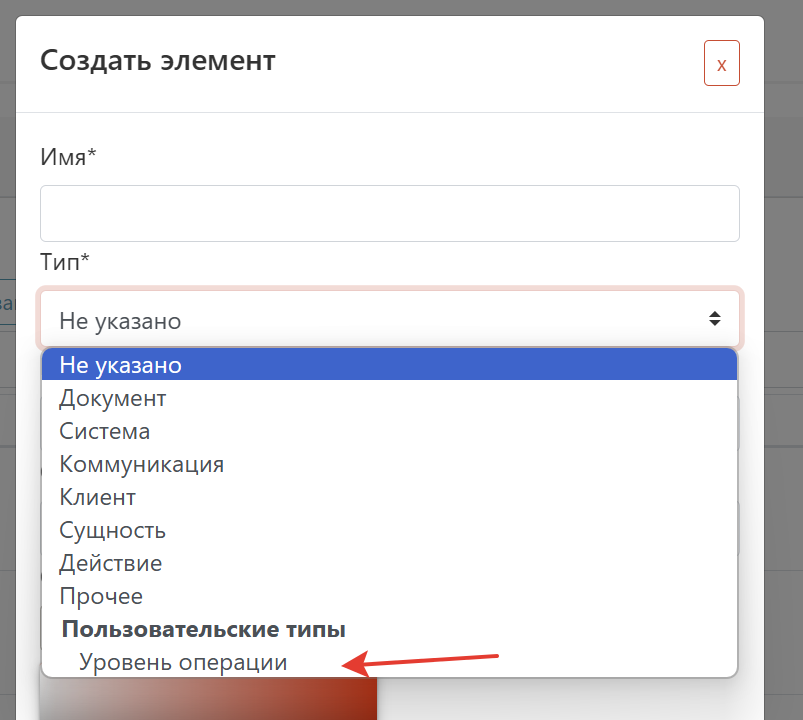 Создать элемент
x
Имя*
Тип*
Не указано
Не указано
Документ
Система
Коммуникация
Клиент
Сущность
Действие
Прочее
Пользовательские типы
Уровень операции